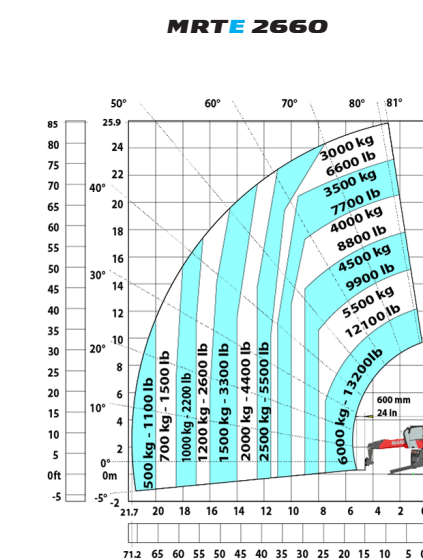 MRTE 2660
50°
60°
70°
80°
81°
85
25.9
80
24
3000 kg
6600 lb
75
22
3500 kg
7700 lb
70
40°
65
20
4000 kg
8800 lb
60
18
4500 kg
9900 lb
55
16
50
30°
5500 kg
12100 lb
45
14
40
12
35
10
30
20°
25
8
20
6
600 mm
24 in
15
10°
4
10
2
5
0°
0ft
0m
-5
-5°
-2
500 kg - 1100 lb
700 kg - 1500 lb
1000 kg - 2200 lb
1200 kg - 2600 lb
1500 kg - 3300 lb
2000 kg - 4400 lb
2500 kg - 5500 lb
6000 kg - 13200 lb
21.7 20 18 16 14 12 10 8 6 4 2
71.2 65 60 55 50 45 40 35 30 25 20 15 10 5